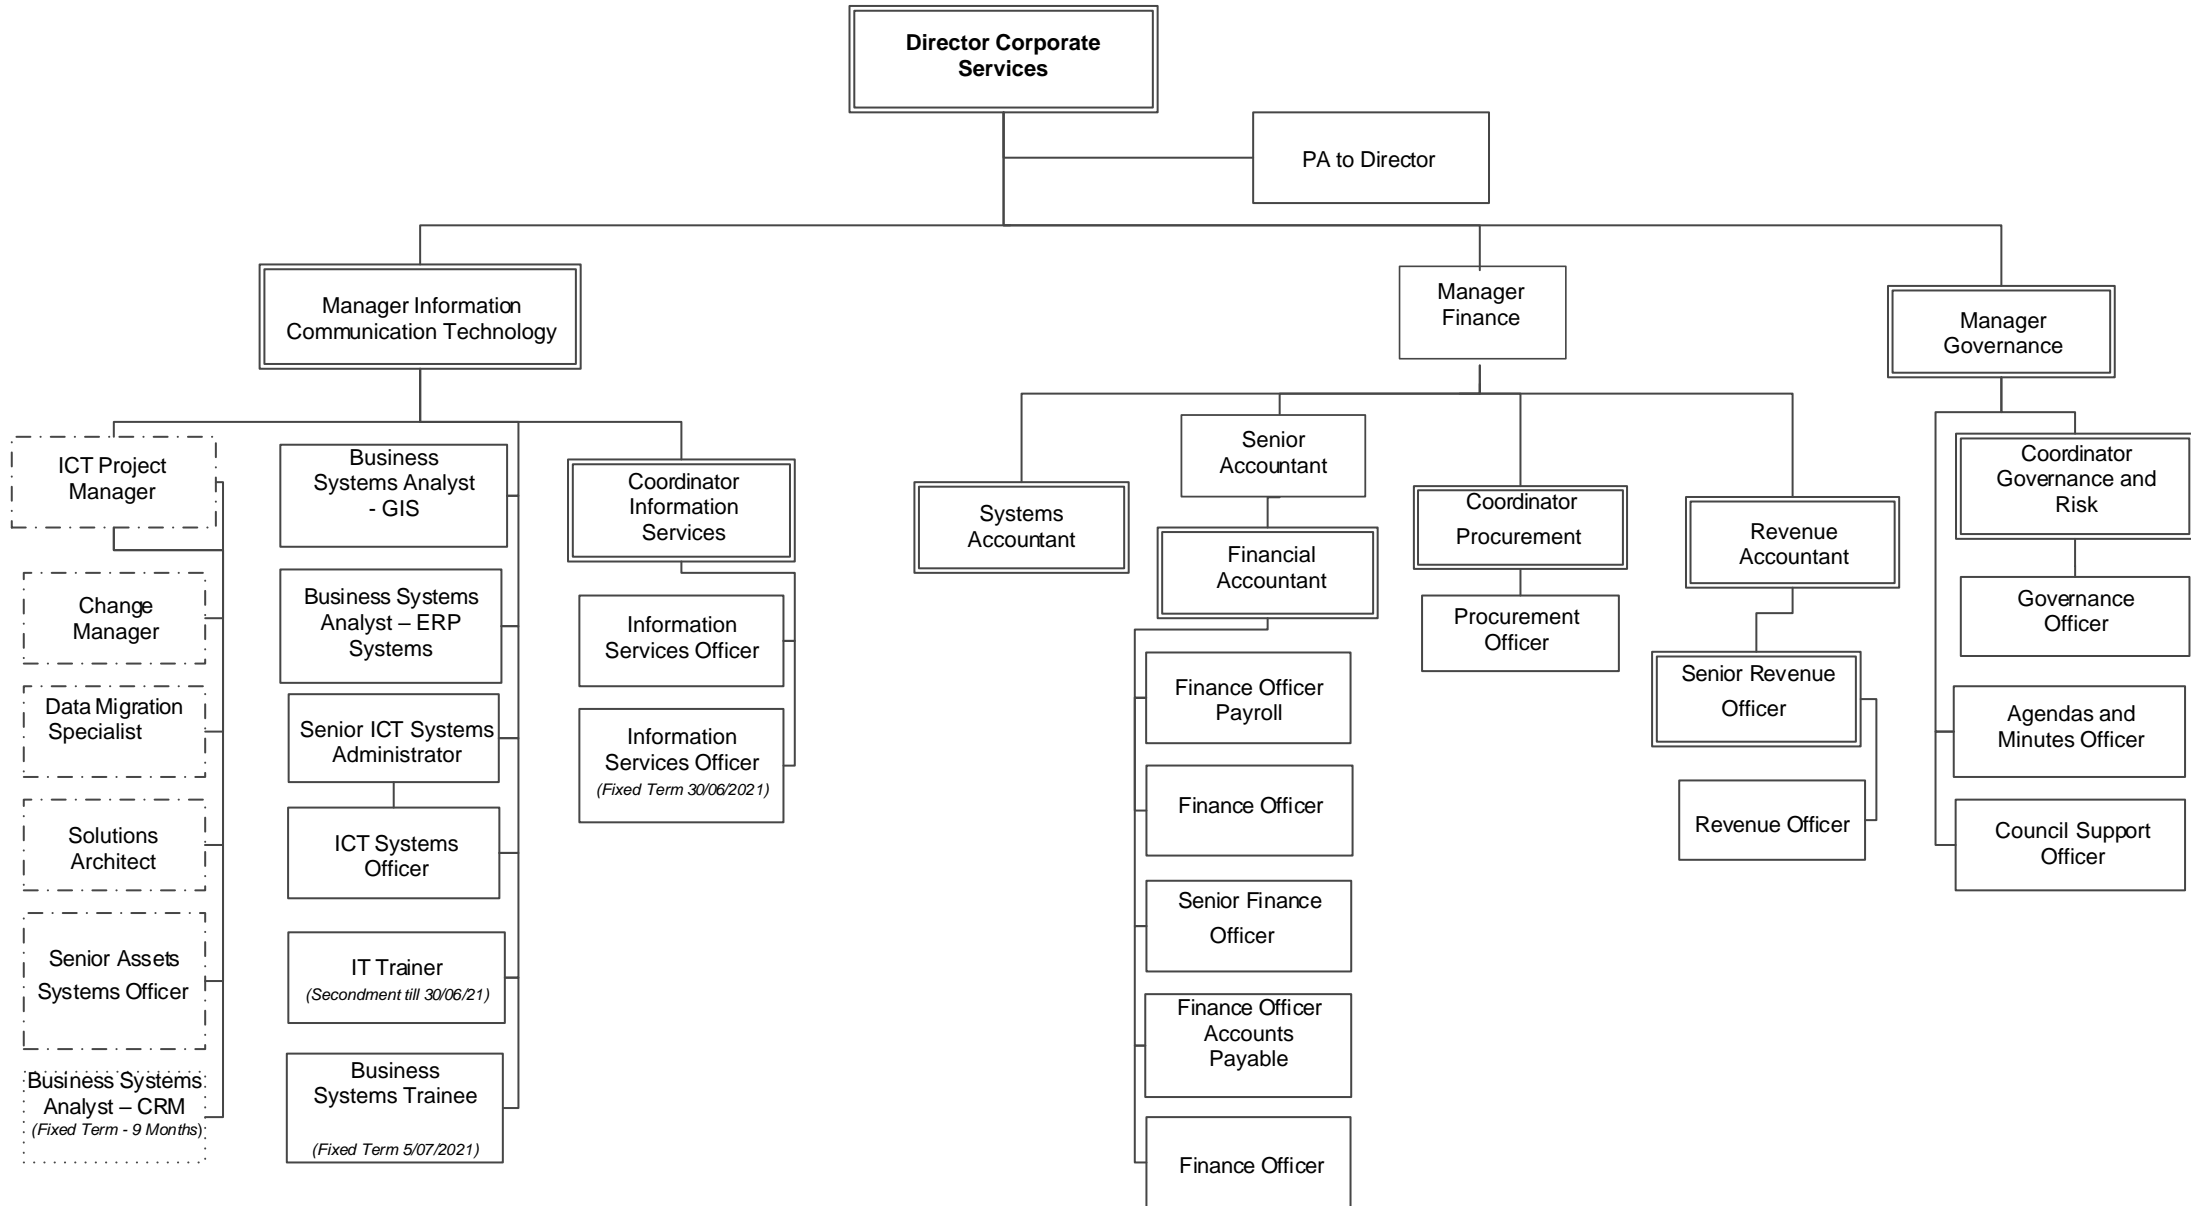 Director Corporate
Services
PA to Director
Manager Information
Communication Technology
Manager
Finance
Manager
Governance
ICT Project
Manager
Change
Manager
Data Migration
Specialist
Solutions
Architect
Senior Assets
Systems Officer
Business Systems
Analyst – CRM
(Fixed Term - 9 Months)
Business
Systems Analyst
- GIS
Business Systems
Analyst – ERP
Systems
Senior ICT Systems
Administrator
ICT Systems
Officer
IT Trainer
(Secondment till 30/06/21)
Business
Systems Trainee
(Fixed Term 5/07/2021)
Coordinator
Information
Services
Information
Services Officer
Information
Services Officer
(Fixed Term 30/06/2021)
Systems
Accountant
Senior
Accountant
Financial
Accountant
Finance Officer
Payroll
Finance Officer
Senior Finance
Officer
Finance Officer
Accounts
Payable
Finance Officer
Coordinator
Procurement
Procurement
Officer
Revenue
Accountant
Senior Revenue
Officer
Revenue Officer
Coordinator
Governance and
Risk
Governance
Officer
Agendas and
Minutes Officer
Council Support
Officer